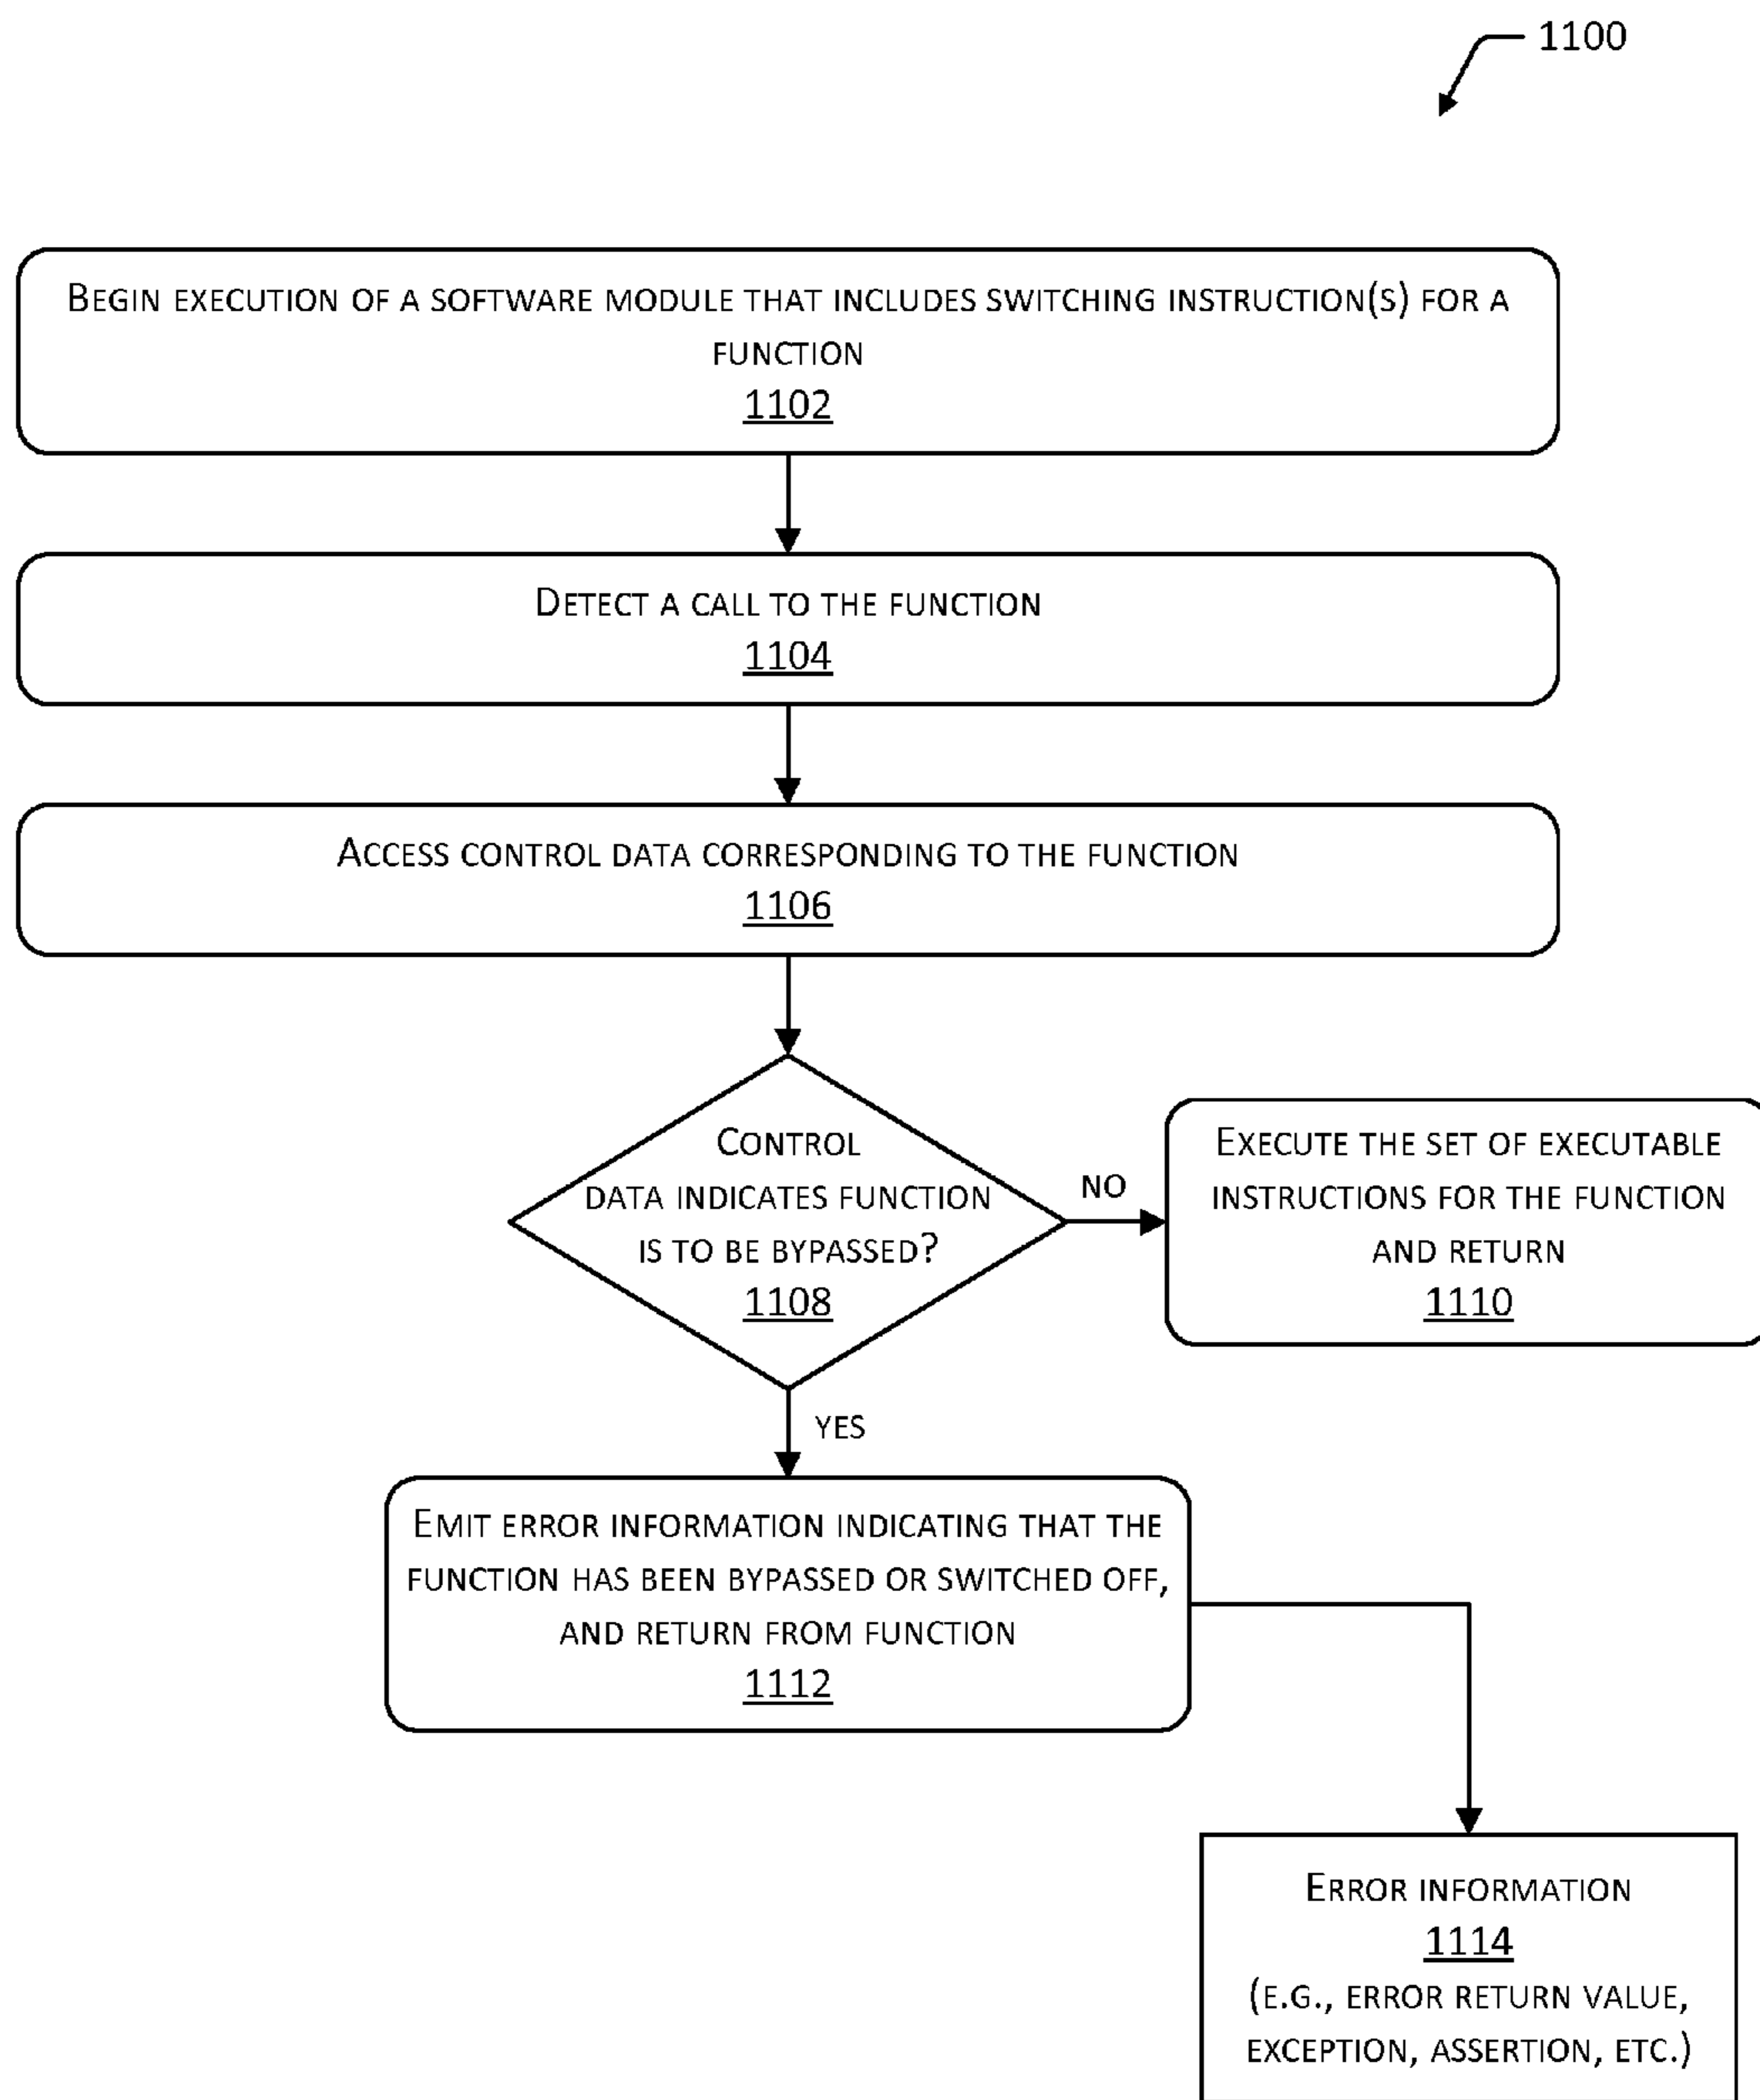 1100
Begin execution of a software module that includes switching instruction(s) for a
function
1102
Detect a call to the function
1104
Access control data corresponding to the function
1106
Control
data indicates function
is to be bypassed?
1108
no
Execute the set of executable
instructions for the function
and return
1110
yes
Emit error information indicating that the
function has been bypassed or switched off,
and return from function
1112
Error information
1114
(e.g., error return value,
exception, assertion, etc.)